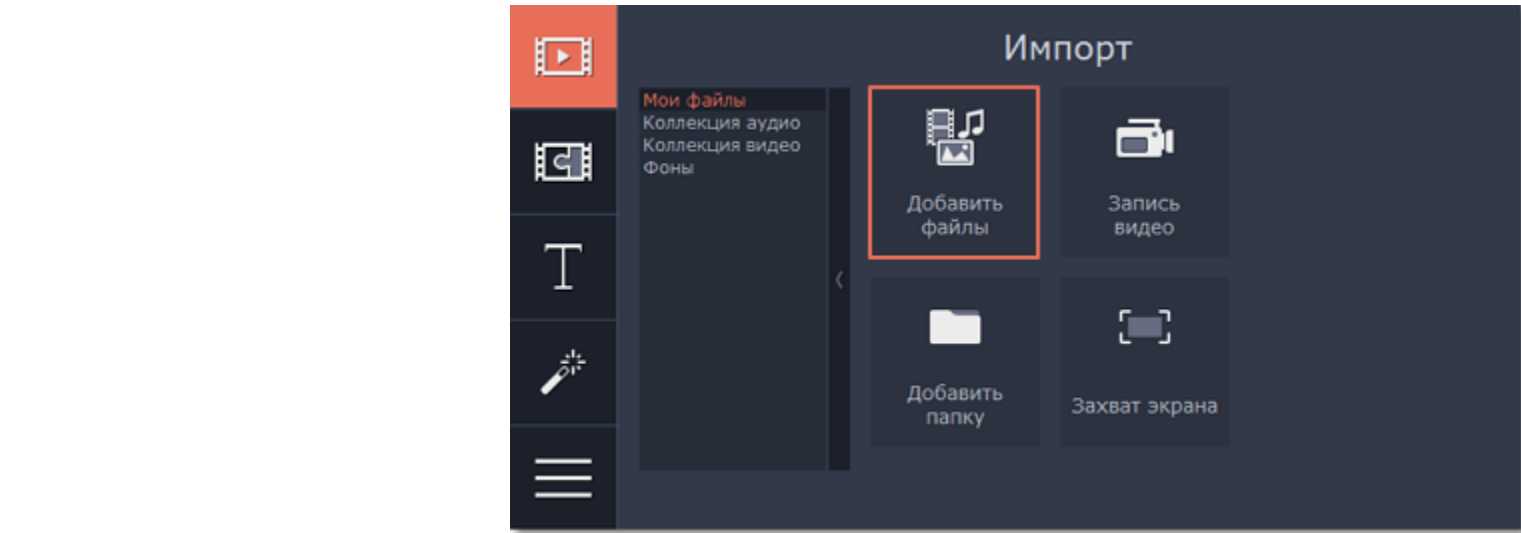 Импорт
Мои файлы
Коллекция аудио
Коллекция видео
Фоны
Добавить
файлы
Запись
видео
Добавить
папку
Захват экрана